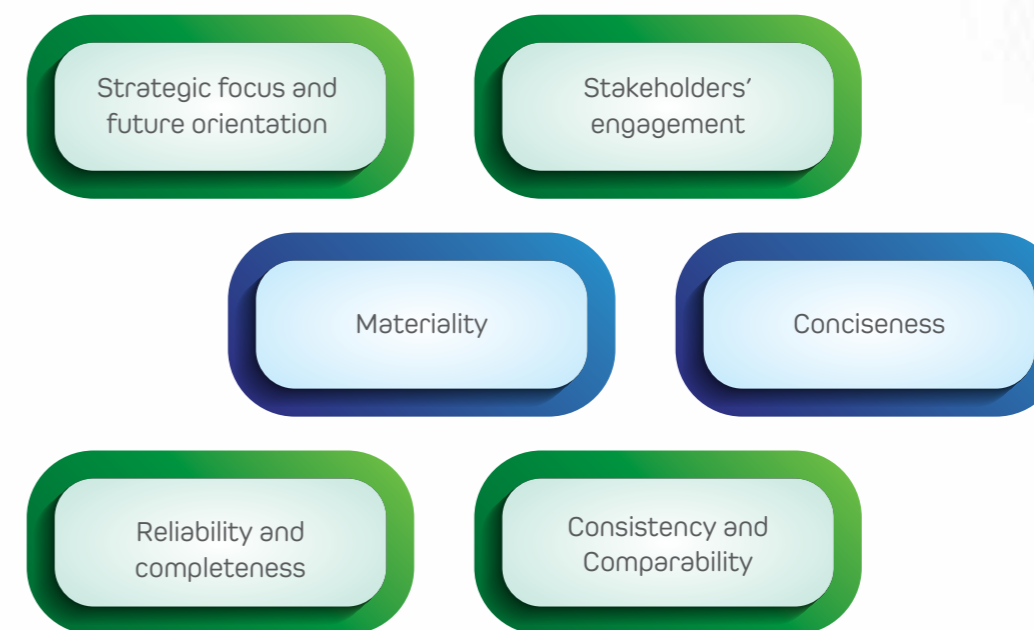 Strategic focus and
future orientation
Stakeholders’
engagement
Materiality
Conciseness
Reliability and
completeness
Consistency and
Comparability